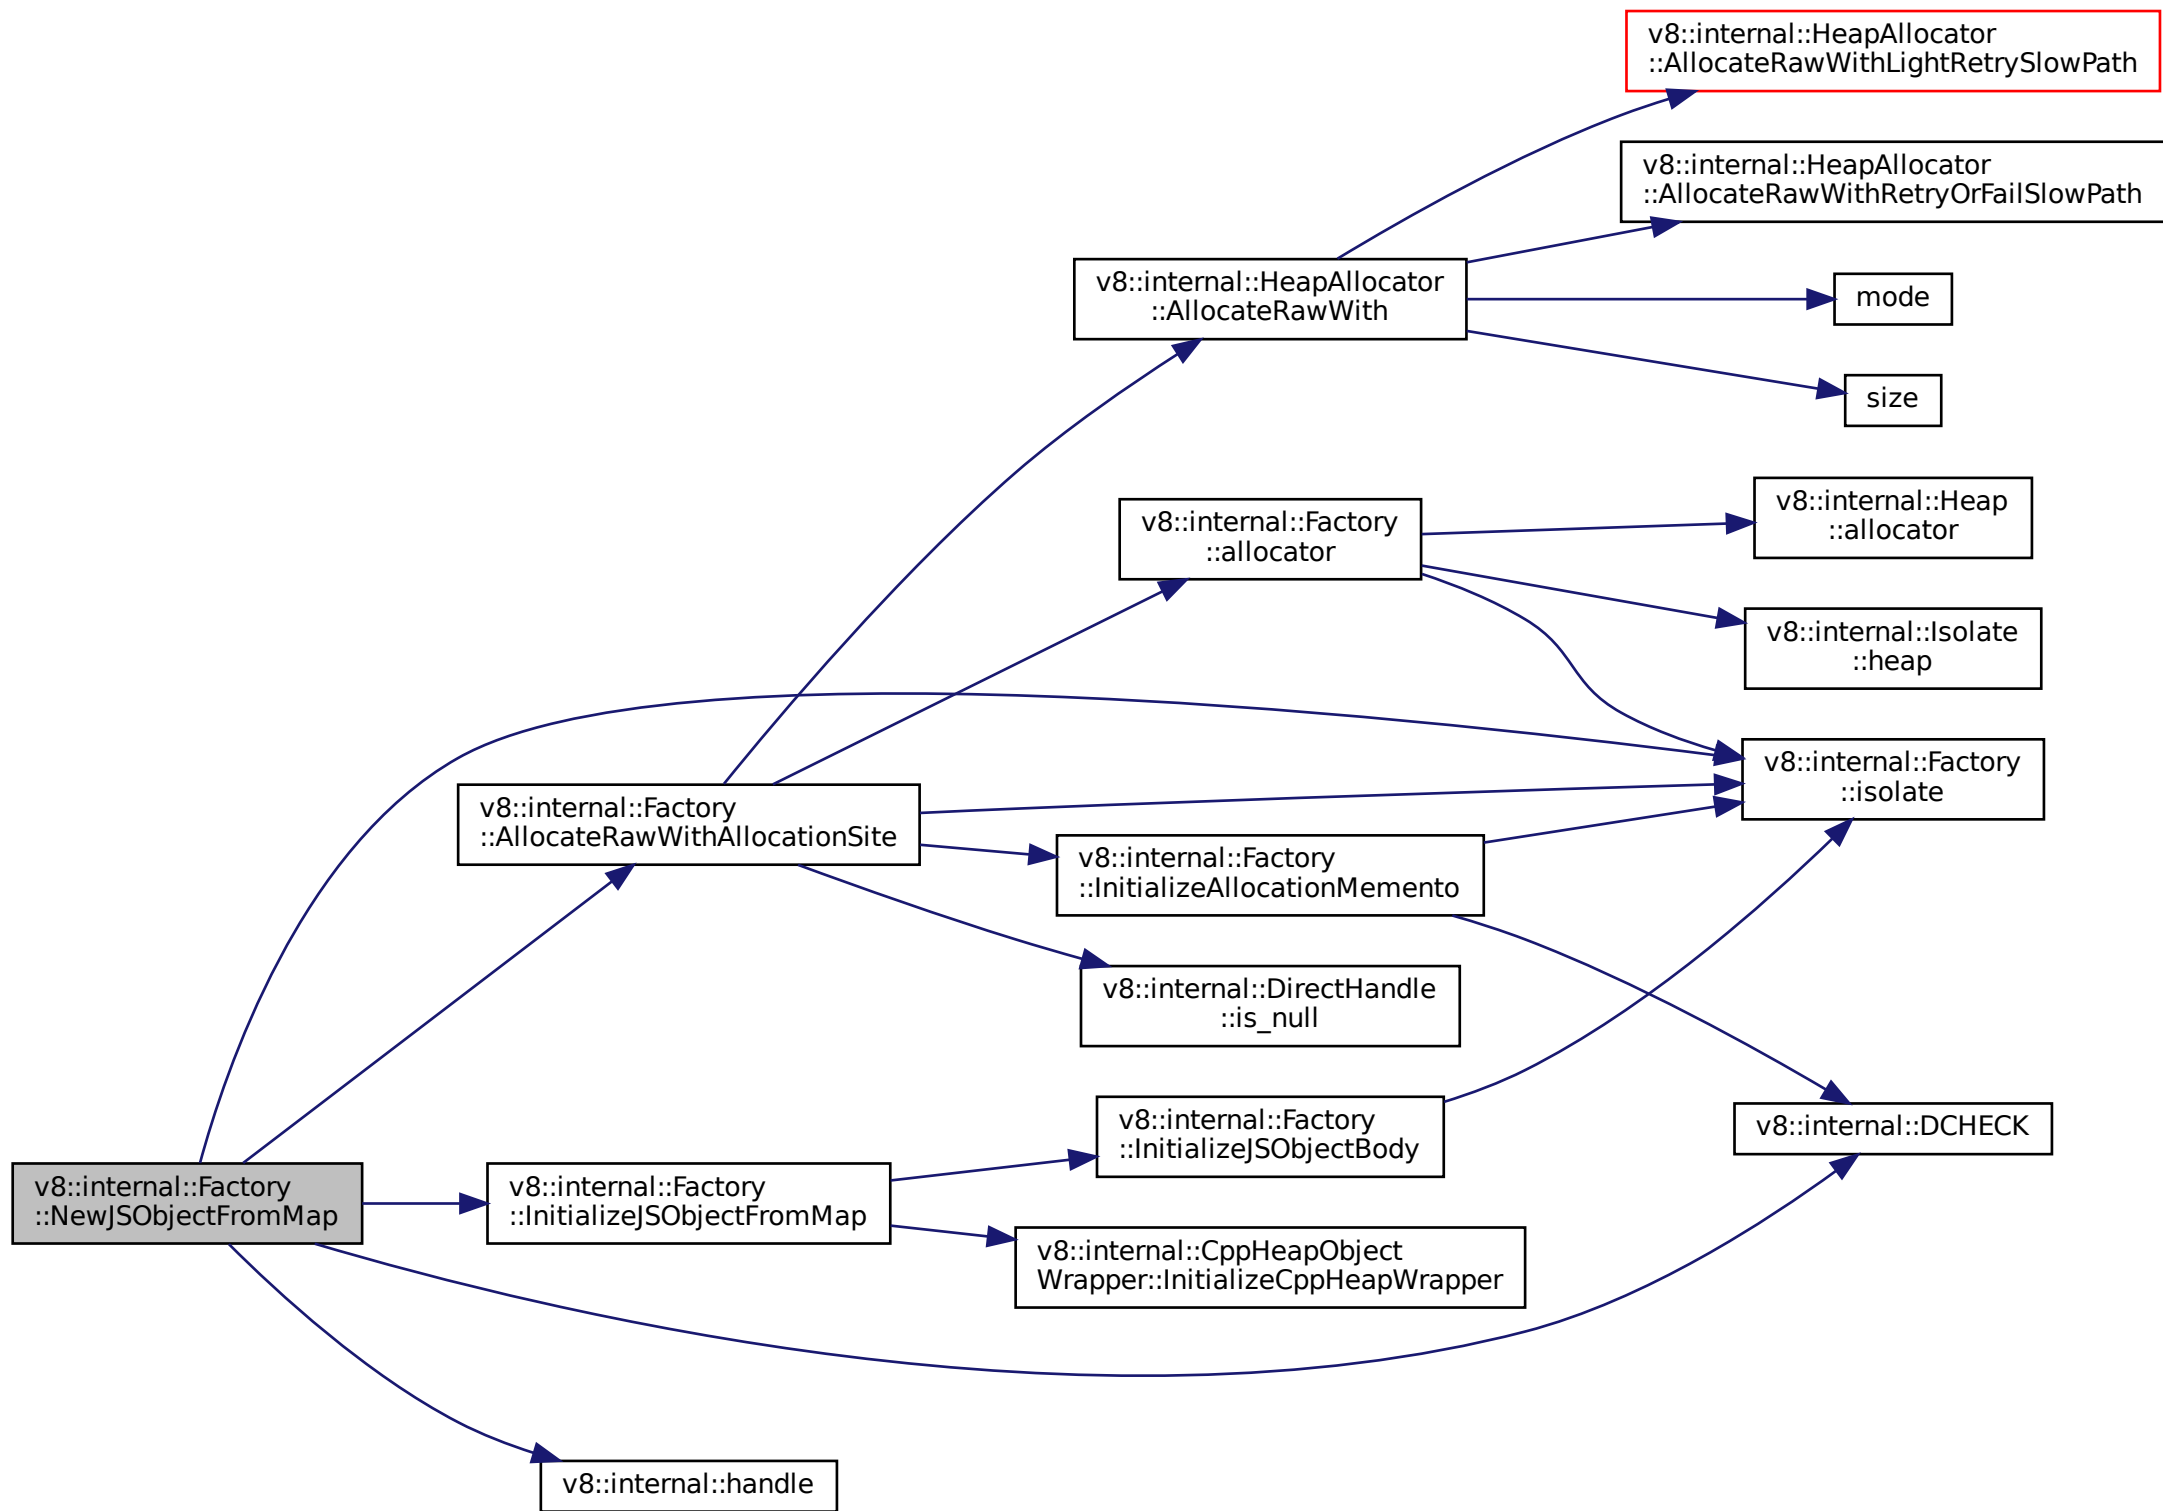 v8::internal::HeapAllocator
::AllocateRawWithLightRetrySlowPath
v8::internal::HeapAllocator
::AllocateRawWithRetryOrFailSlowPath
v8::internal::HeapAllocator
::AllocateRawWith
mode
size
v8::internal::Heap
::allocator
v8::internal::Factory
::allocator
v8::internal::Isolate
::heap
v8::internal::Factory
::isolate
v8::internal::Factory
::AllocateRawWithAllocationSite
v8::internal::Factory
::InitializeAllocationMemento
v8::internal::DirectHandle
::is_null
v8::internal::Factory
::InitializeJSObjectBody
v8::internal::DCHECK
v8::internal::Factory
::NewJSObjectFromMap
v8::internal::Factory
::InitializeJSObjectFromMap
v8::internal::CppHeapObject
Wrapper::InitializeCppHeapWrapper
v8::internal::handle